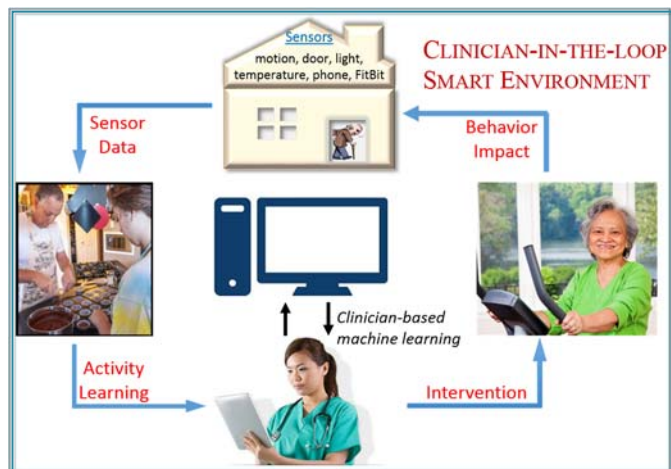 Sensors
motion, door, light,
temperature, phone, FitBit
CLINICIAN-IN-THE-LOOP
SMART ENVIRONMENT
Sensor
Data
Behavior
Impact
Clinician-based
machine learning
Activity
Learning
Intervention